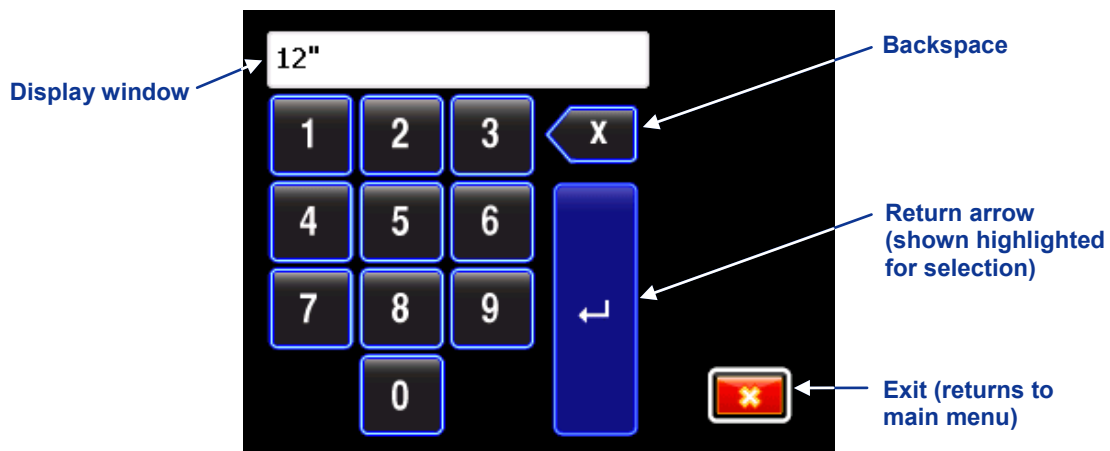 Display window
12"
Backspace
1 2 3 X
4 5 6
Return arrow
(shown highlighted
for selection)
7 8 9
0
Exit (returns to
main menu)